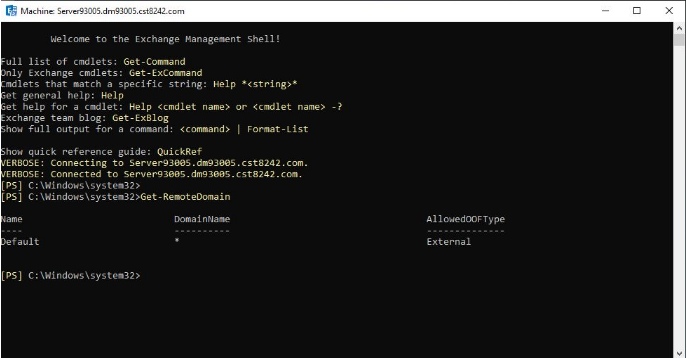 Machine: Server93005.dm93005.cst8242.com
Welcome to the Exchange Management Shell!
Full list of cmdlets: Get-Command
Only Exchange cmdlets: Get-ExCommand
Cmdlets that match a specific string: Help *<string>*
Get general help: Help
Get help for a cmdlet: Help <cmdlet name> or <cmdlet name> -?
Exchange team blog: Get-ExBlog
Show full output for a command: <command> | Format-List
Show quick reference guide: QuickRef
VERBOSE: Connecting to Server93005.dm93005.cst8242.com.
VERBOSE: Connected to Server93005.dm93005.cst8242.com.
[PS] C:\Windows\system32>
[PS] C:\Windows\system32>Get-RemoteDomain
Name DomainName AllowedOOFType
---- ---------- --------------
Default * External
[PS] C:\Windows\system32>